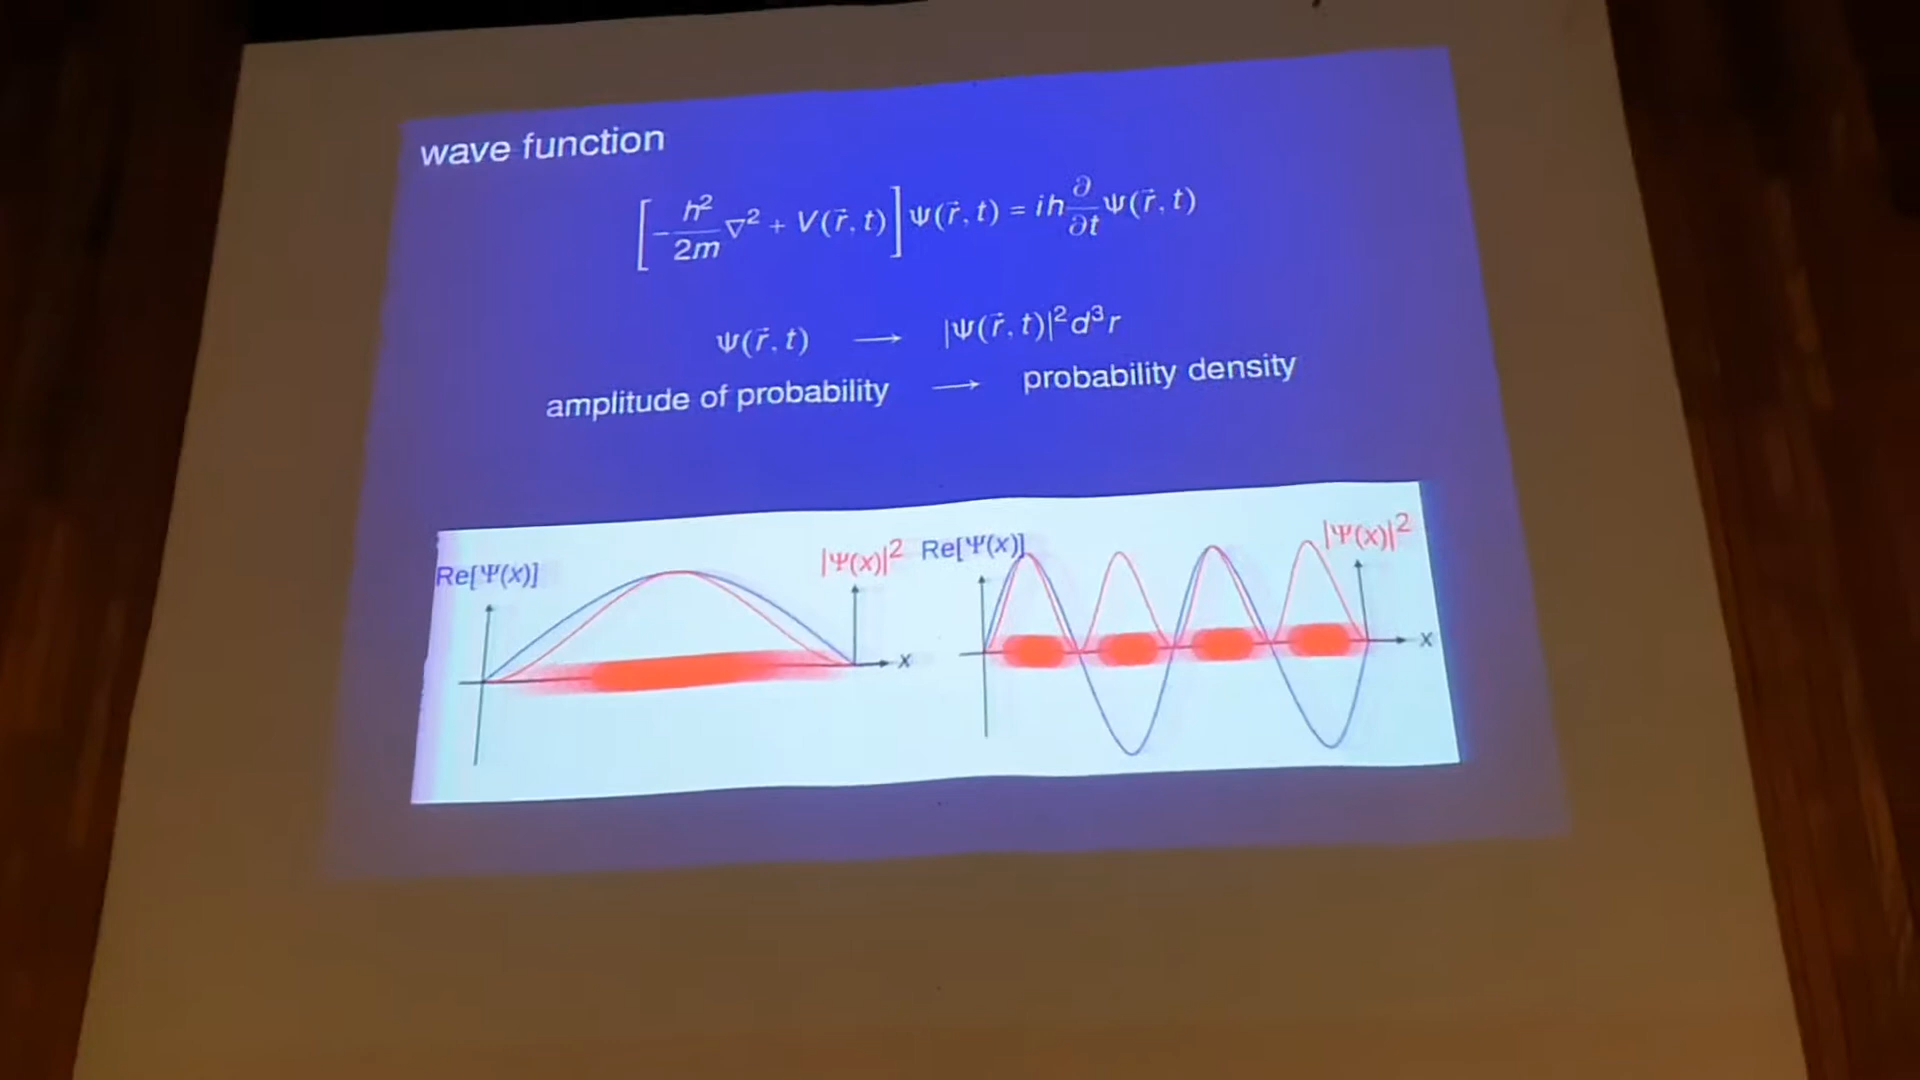 wave function
[-ħ²/2m ∇² + V(r⃗, t)] Ψ(r⃗, t) = iħ ∂/∂t Ψ(r⃗, t)
Ψ(r⃗, t) → |Ψ(r⃗, t)|² d³r
amplitude of probability → probability density
Re[Ψ(x)] |Ψ(x)|² Re[Ψ(x)] |Ψ(x)|²
x x